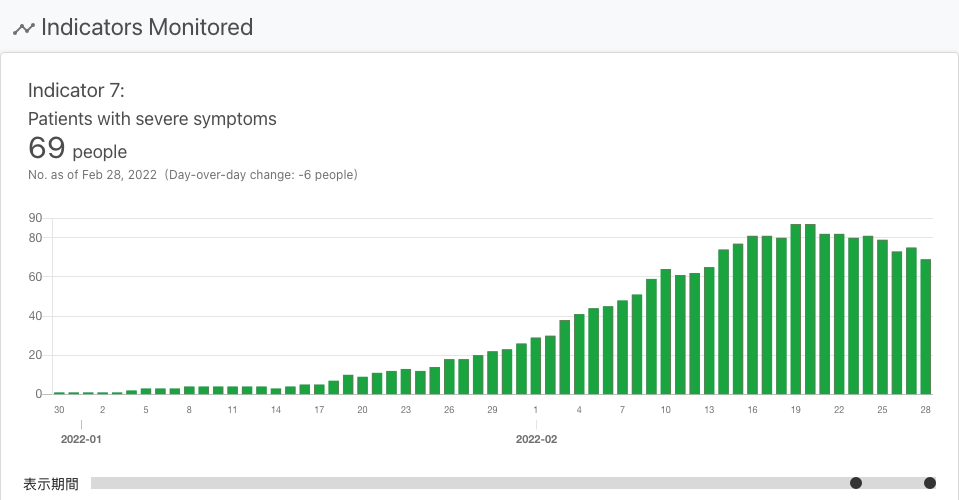 Indicators Monitored
Indicator 7:
Patients with severe symptoms
69 people
No. as of Feb 28, 2022 (Day-over-day change: -6 people)
90
80
60
40
20
0
30 2 5 8 11 14 17 20 23 26 29 1 4 7 10 13 16 19 22 25 28
2022-01 2022-02
表示期間